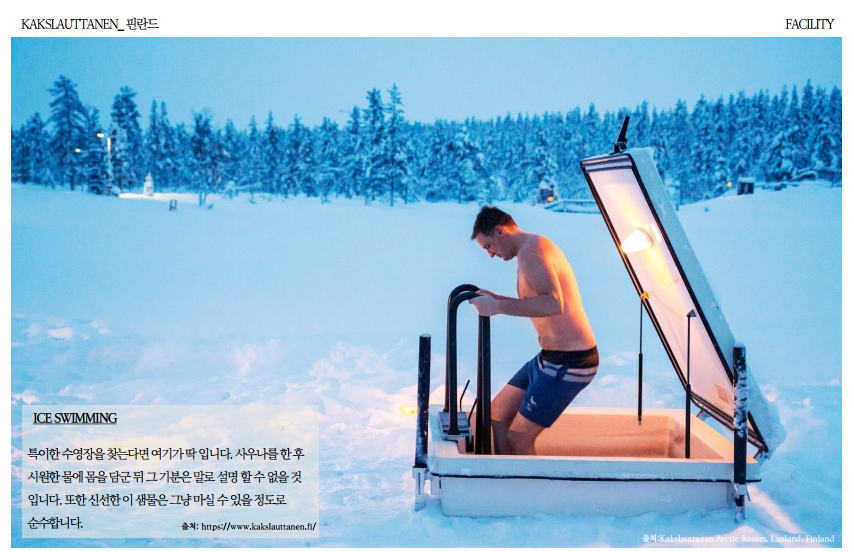 KAKSLAUTTANEN_ 핀란드
FACILITY
ICE SWIMMING
특이한 수영장을 찾는다면 여기가 딱 입니다. 사우나를 한 후
시원한 물에 몸을 담군 뒤 그 기분은 말로 설명 할 수 없을 것
입니다. 또한 신선한 이 샘물은 그냥 마실 수 있을 정도로
순수합니다.
출처: https://www.kakslauttanen.fi/
출처:Kakslauttanen Arctic Resort, Lapland, Finland